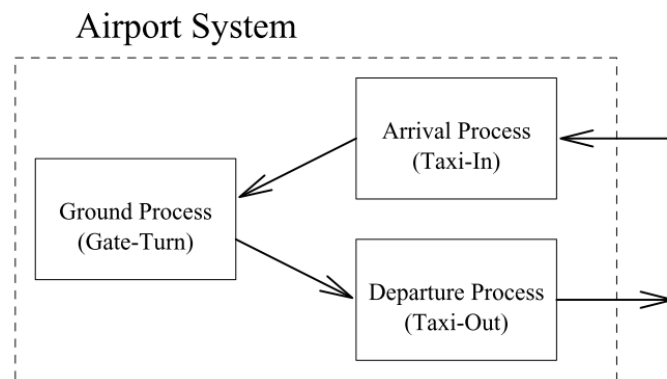 Airport System
Arrival Process
(Taxi-In)
Ground Process
(Gate-Turn)
Departure Process
(Taxi-Out)